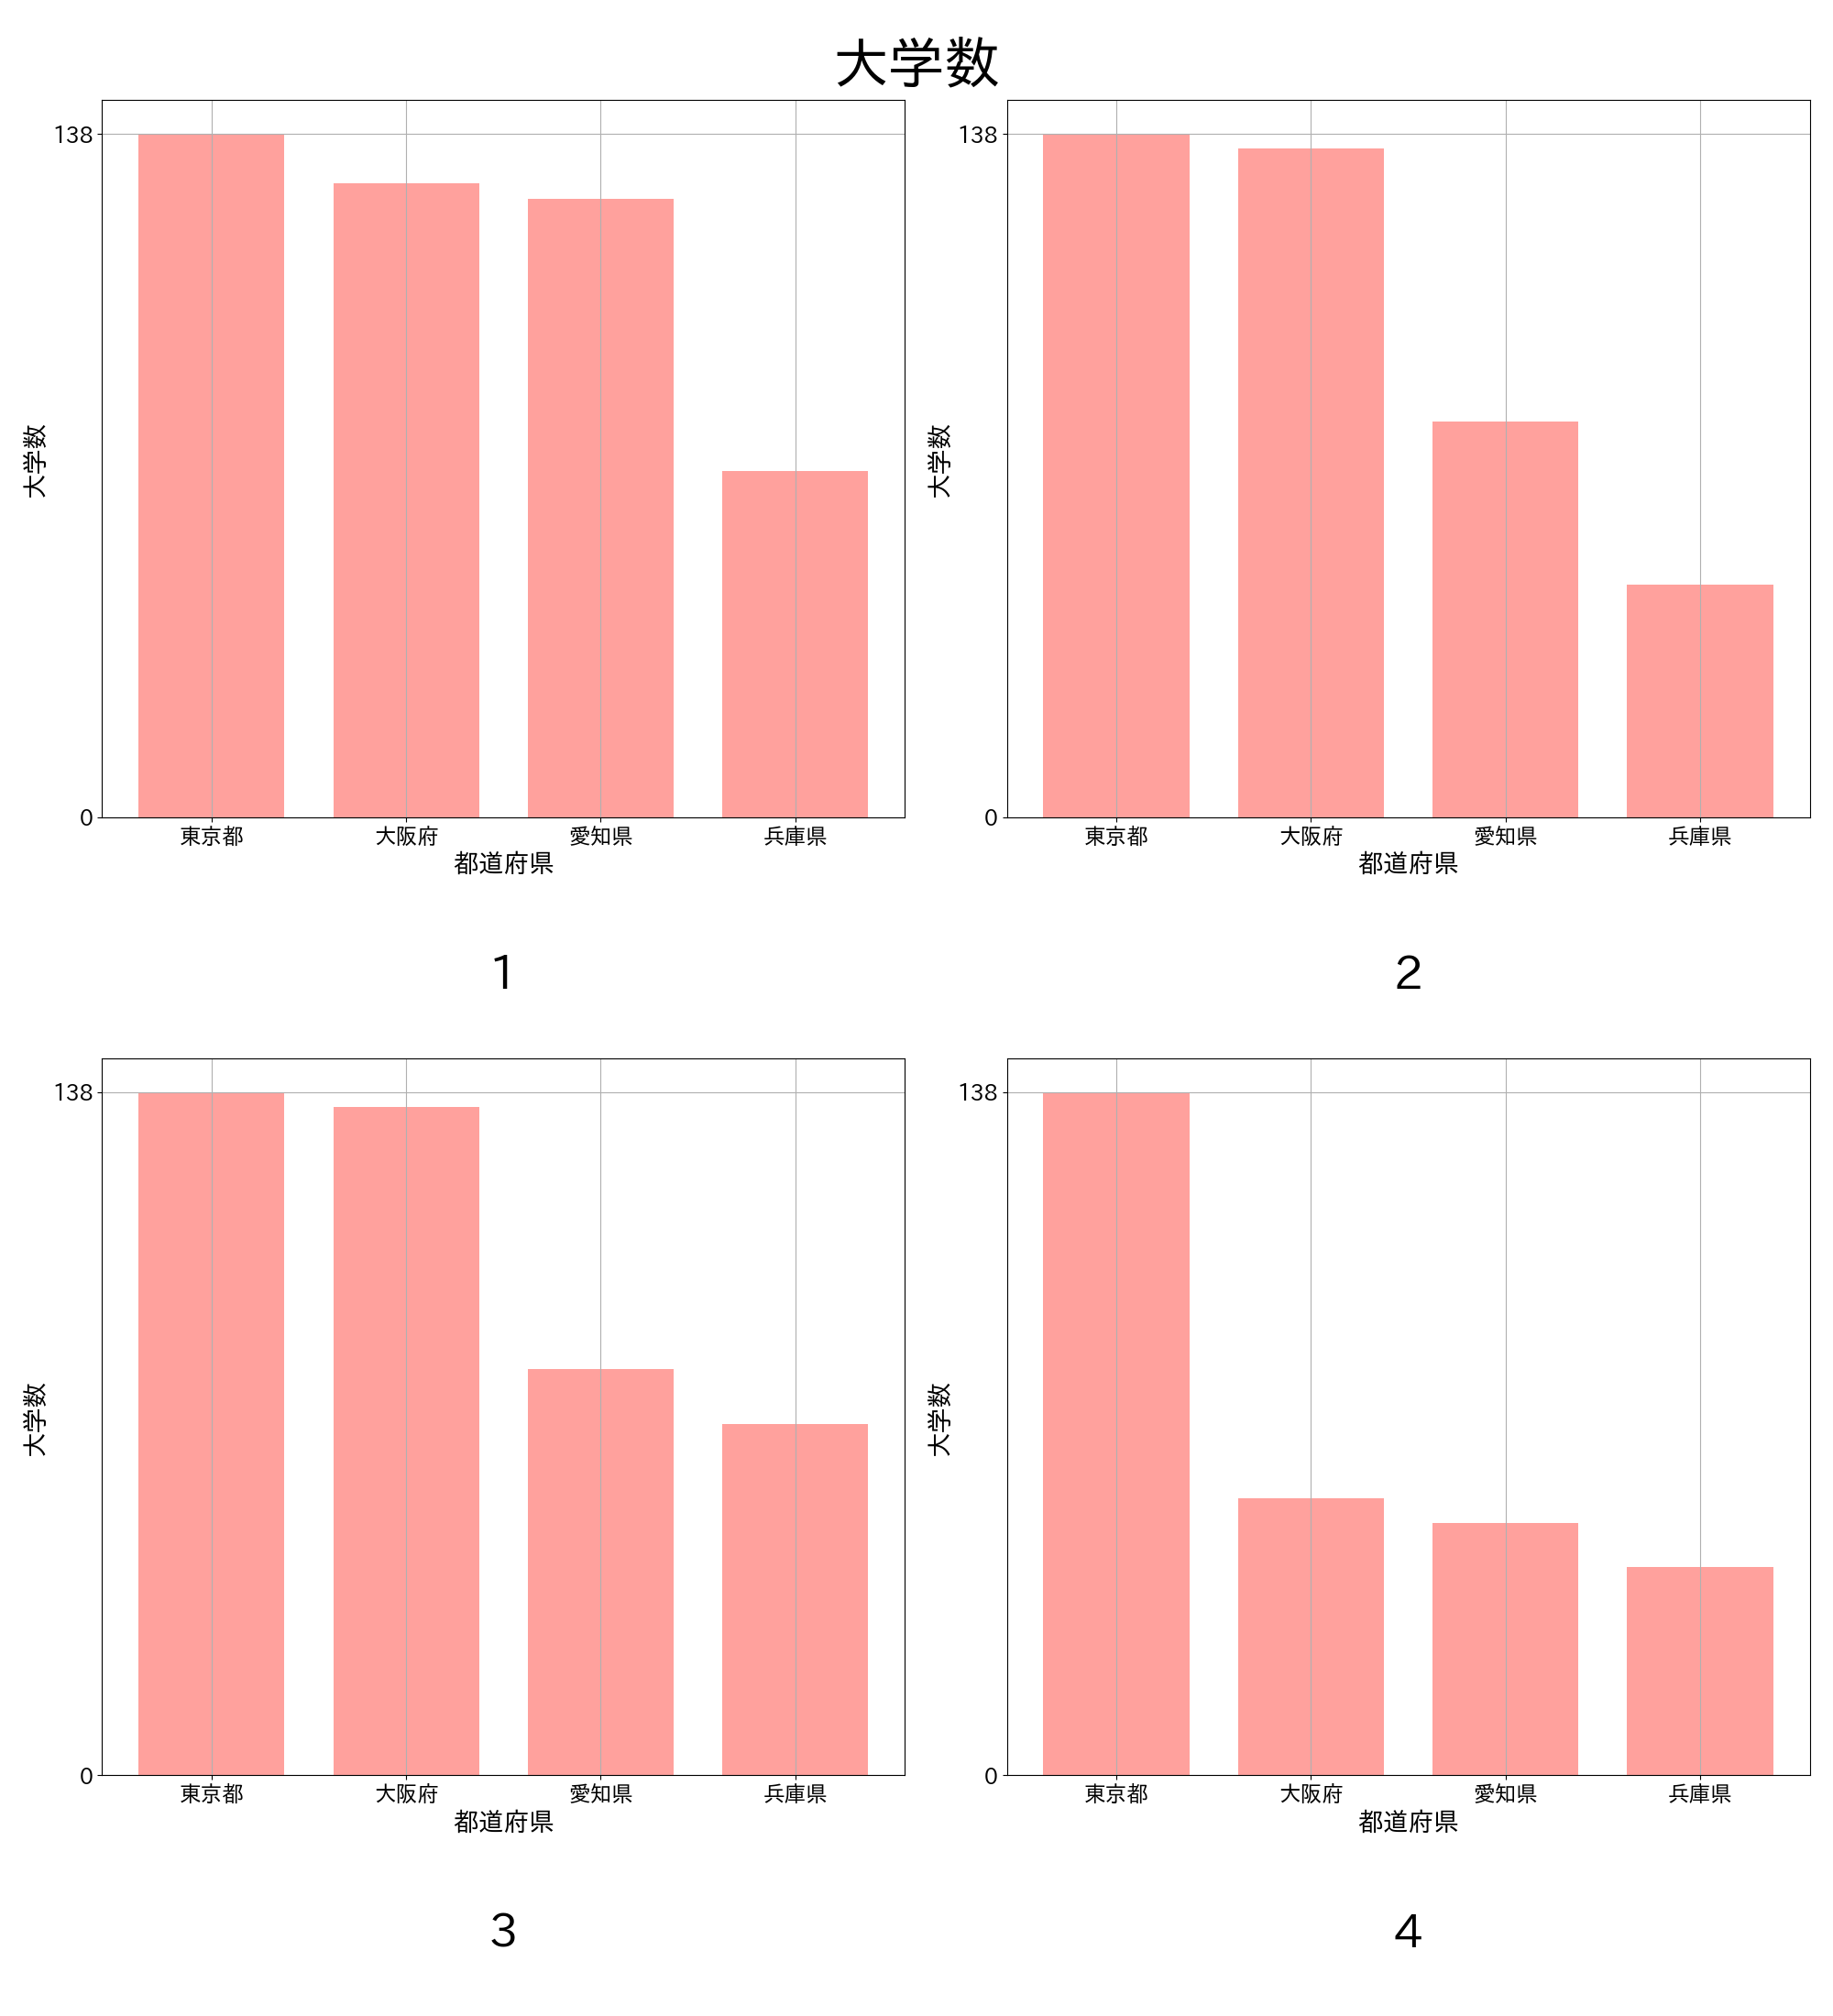 大学数
138
大学数
0
東京都 大阪府 愛知県 兵庫県
都道府県
1
138
大学数
0
東京都 大阪府 愛知県 兵庫県
都道府県
2
138
大学数
0
東京都 大阪府 愛知県 兵庫県
都道府県
3
138
大学数
0
東京都 大阪府 愛知県 兵庫県
都道府県
4